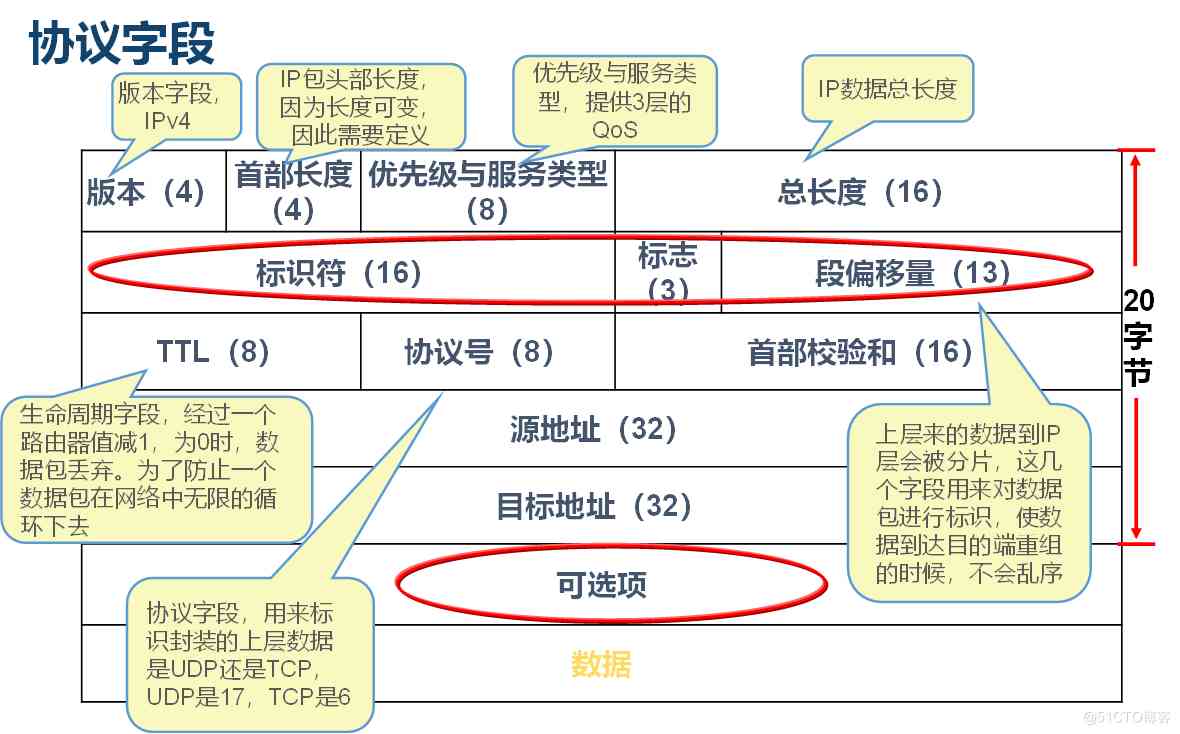 协议字段
版本字段，
IPv4
IP包头部长度，
因为长度可变，
因此需要定义
优先级与服务类
型，提供3层的
QoS
IP数据总长度
版本（4）
首部长度
（4）
优先级与服务类型
（8）
总长度（16）
标识符（16）
标志
（3）
段偏移量（13）
20
字
节
TTL（8）
协议号（8）
首部校验和（16）
生命周期字段，经过一个
路由器值减1，为0时，数
据包丢弃。为了防止一个
数据包在网络中无限的循
环下去
源地址（32）
目标地址（32）
上层来的数据到IP
层会被分片，这几
个字段用来对数据
包进行标识，使数
据到达目的端重组
的时候，不会乱序
可选项
协议字段，用来标
识封装的上层数据
是UDP还是TCP，
UDP是17，TCP是6
数据
@51CTO博客